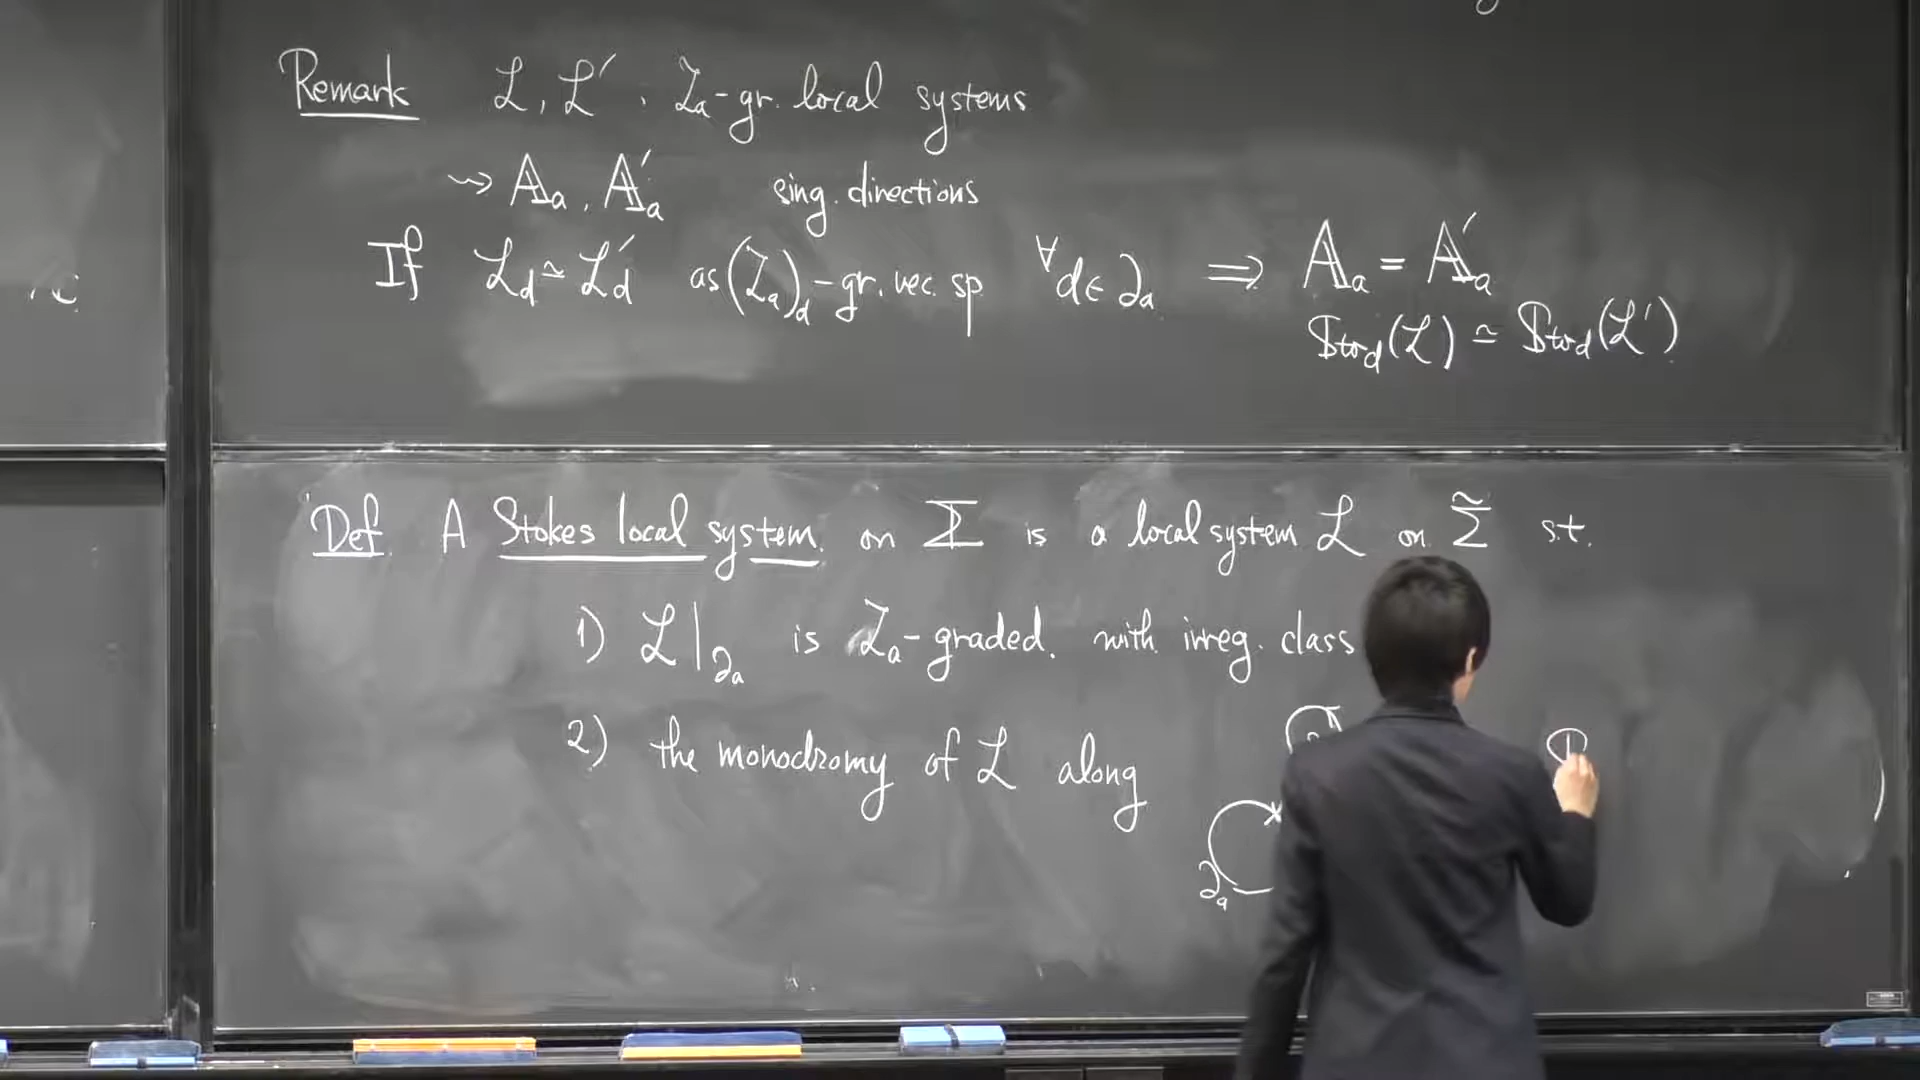 Remark ℒ, ℒ′ . ℐₐ-gr. local systems
⇝ 𝔸ₐ, 𝔸′ₐ sing. directions
If ℒ_d ≃ ℒ′_d as (ℐₐ)_d-gr. vec. sp ∀d∈∂ₐ ⇒ 𝔸ₐ = 𝔸′ₐ
𝕊to_d(ℒ) ≃ 𝕊to_d(ℒ′)
Def. A Stokes local system. on 𝚺 is a local system ℒ on Σ̃ s.t.
1) ℒ|_∂ₐ is ℐₐ-graded. with irreg. class
2) the monodromy of ℒ along
∂ₐ